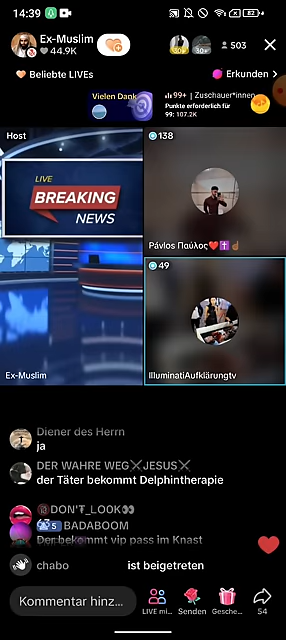 14:39
Ex-Muslim
44.9K
503
Beliebte LIVEs
Erkunden >
Vielen Dank
99+ | Zuschauer*innen
Punkte erforderlich für
99: 107.2K
Host
138
LIVE
BREAKING
NEWS
Pávlos Παύλος
49
Ex-Muslim
IlluminatiAufklärungtv
Diener des Herrn
ja
DER WAHRE WEG JESUS
der Täter bekommt Delphintherapie
DON'T_LOOK
5 BADABOOM
Der bekommt vip pass im Knast
chabo ist beigetreten
Kommentar hinz...
LIVE mi...
Senden
Gesche...
54